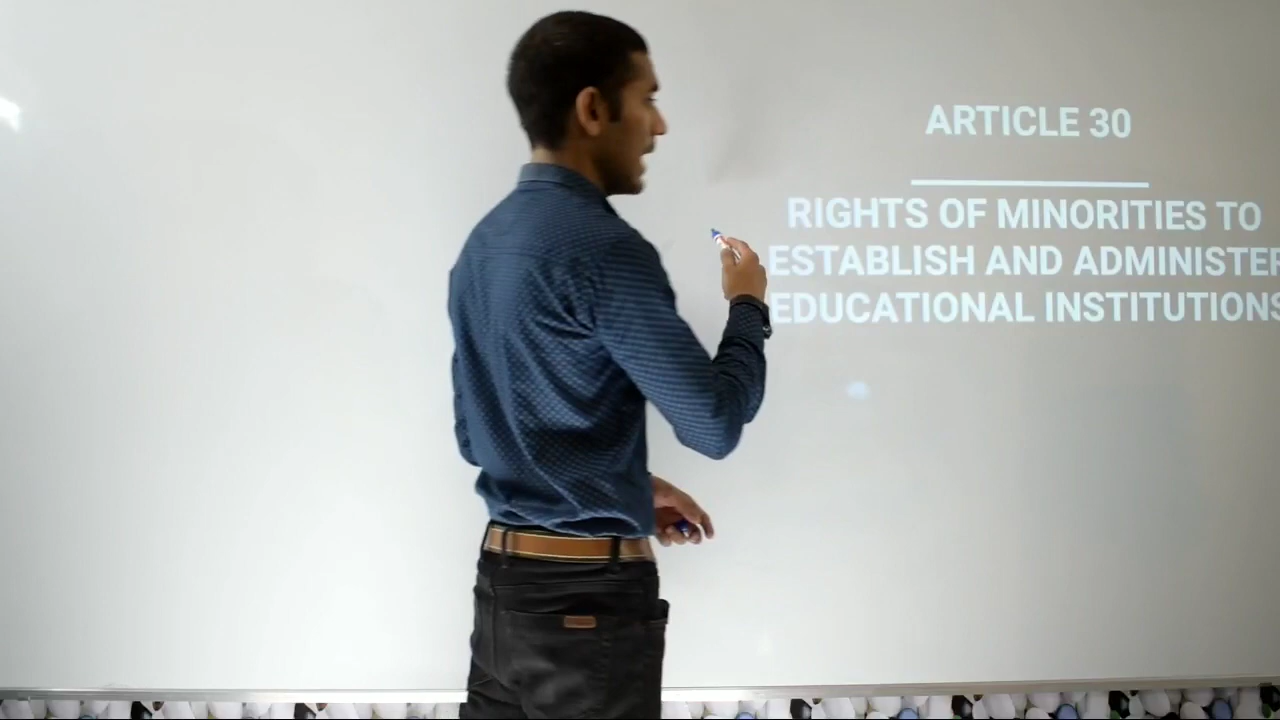 ARTICLE 30
RIGHTS OF MINORITIES TO
ESTABLISH AND ADMINISTER
EDUCATIONAL INSTITUTIONS